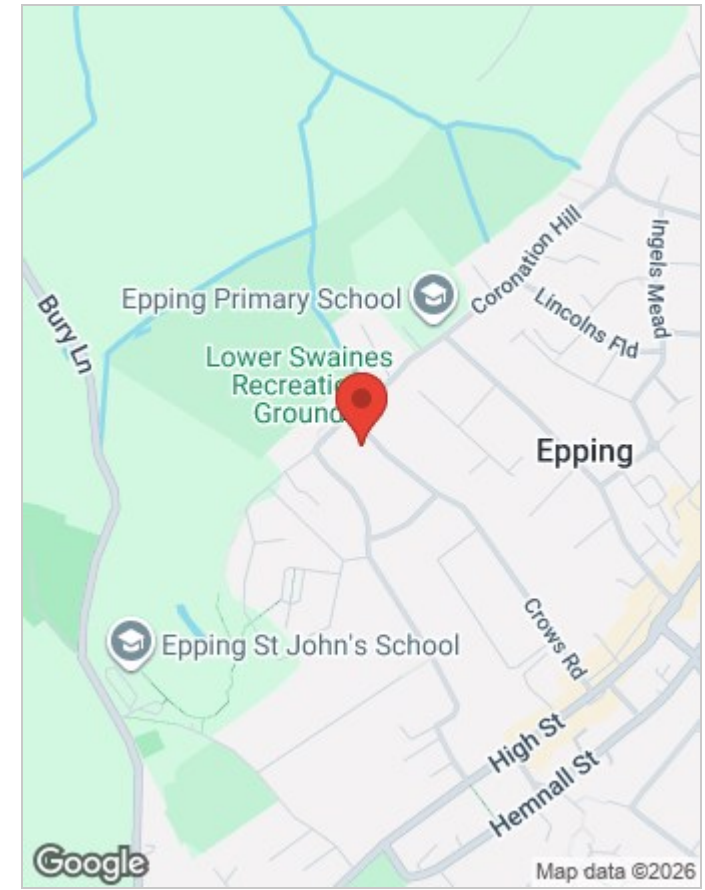 Ingels Mead
Coronation Hill
Epping Primary School
Lincolns Fld
Bury Ln
Lower Swaines
Recreatio
Ground
Epping
Crows Rd
Epping St John's School
High St
Hemnall St
Google
Map data ©2026